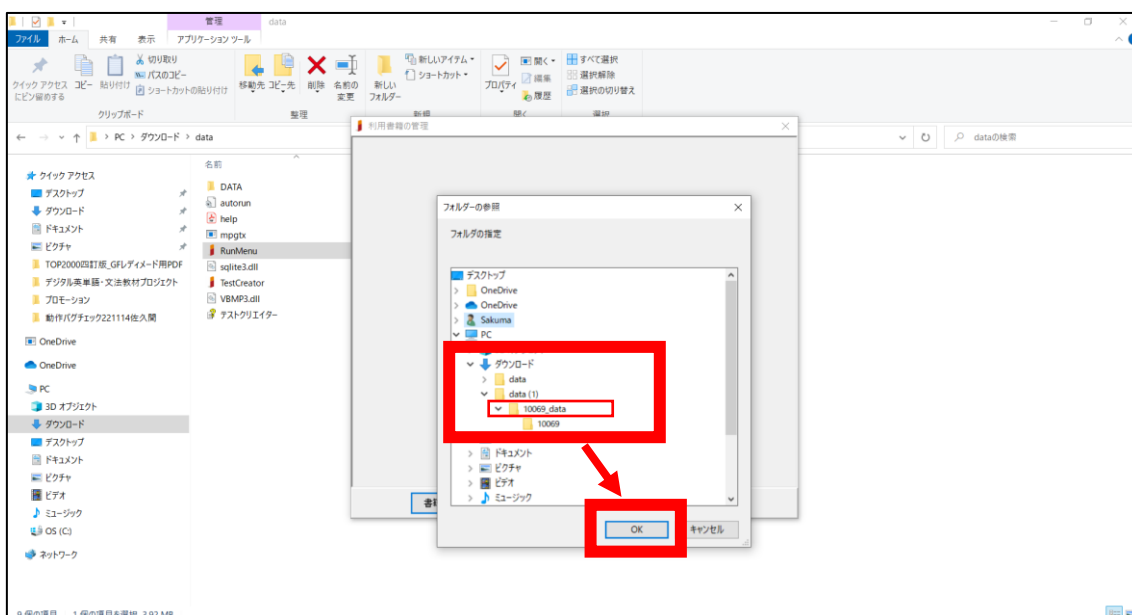 管理 data
ファイル ホーム 共有 表示 アプリケーション ツール
クイック アクセス
にピン留めする
コピー
貼り付け
切り取り
パスのコピー
ショートカットの貼り付け
クリップボード
移動先
コピー先
削除
名前の
変更
整理
新しい
フォルダー
新しいアイテム
ショートカット
新規
プロパティ
開く
編集
履歴
開く
すべて選択
選択解除
選択の切り替え
選択
PC > ダウンロード > data
dataの検索
クイック アクセス
デスクトップ
ダウンロード
ドキュメント
ピクチャ
TOP2000四訂版_GFレディメード用PDF
デジタル英単語・文法教材プロジェクト
プロモーション
動作バグチェック221114佐久間
OneDrive
OneDrive
PC
3D オブジェクト
ダウンロード
デスクトップ
ドキュメント
ピクチャ
ビデオ
ミュージック
OS (C:)
ネットワーク
名前
DATA
autorun
help
mpgtx
RunMenu
sqlite3.dll
TestCreator
VBMP3.dll
テストクリエイター
利用書籍の管理
フォルダーの参照
フォルダの指定
デスクトップ
OneDrive
OneDrive
Sakuma
PC
ダウンロード
data
data (1)
10069_data
10069
ドキュメント
ピクチャ
ビデオ
ミュージック
書
OK
キャンセル
9 個の項目 1 個の項目を選択 3.92 MB